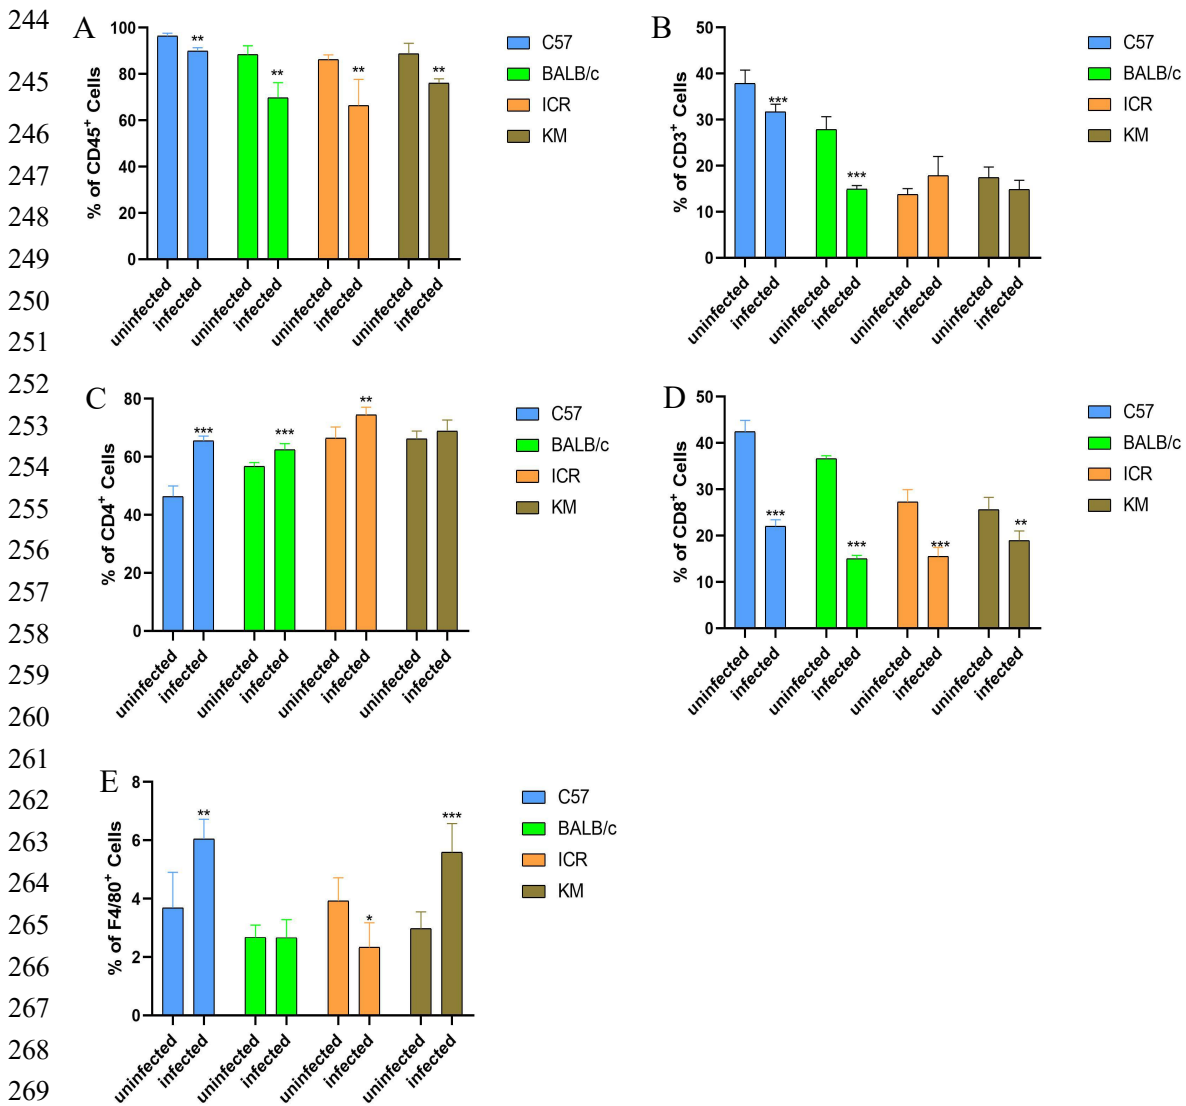 244
245
246
247
248
249
250
251
252
253
254
255
256
257
258
259
260
261
262
263
264
265
266
267
268
269
A
% of CD45+ Cells
100
80
60
40
20
0
**
**
**
**
uninfected
infected
uninfected
infected
uninfected
infected
uninfected
infected
C57
BALB/c
ICR
KM
B
% of CD3+ Cells
50
40
30
20
10
0
***
***
uninfected
infected
uninfected
infected
uninfected
infected
uninfected
infected
C57
BALB/c
ICR
KM
C
% of CD4+ Cells
80
60
40
20
0
***
***
**
uninfected
infected
uninfected
infected
uninfected
infected
uninfected
infected
C57
BALB/c
ICR
KM
D
% of CD8+ Cells
50
40
30
20
10
0
***
***
***
**
uninfected
infected
uninfected
infected
uninfected
infected
uninfected
infected
C57
BALB/c
ICR
KM
E
% of F4/80+ Cells
8
6
4
2
0
**
*
***
uninfected
infected
uninfected
infected
uninfected
infected
uninfected
infected
C57
BALB/c
ICR
KM